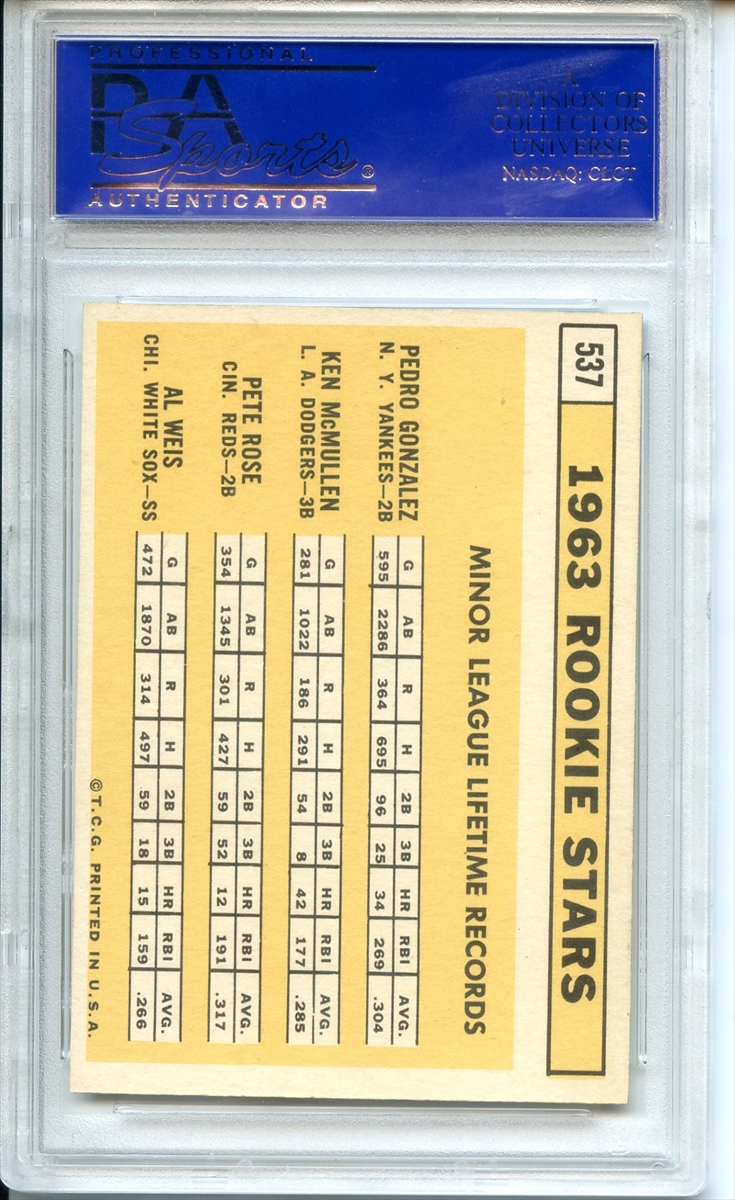 PROFESSIONAL
PSA
Sports®
AUTHENTICATOR
A
DIVISION OF
COLLECTORS
UNIVERSE
NASDAQ: CLCT
537 1963 ROOKIE STARS
MINOR LEAGUE LIFETIME RECORDS
G AB R H 2B 3B HR RBI AVG.
PEDRO GONZALEZ
N. Y. YANKEES—2B 595 2286 364 695 96 25 34 269 .304
G AB R H 2B 3B HR RBI AVG.
KEN McMULLEN
L. A. DODGERS—3B 281 1022 186 291 54 8 42 177 .285
G AB R H 2B 3B HR RBI AVG.
PETE ROSE
CIN. REDS—2B 354 1345 301 427 59 52 12 191 .317
G AB R H 2B 3B HR RBI AVG.
AL WEIS
CHI. WHITE SOX—SS 472 1870 314 497 59 18 15 159 .266
©T.C.G. PRINTED IN U.S.A.